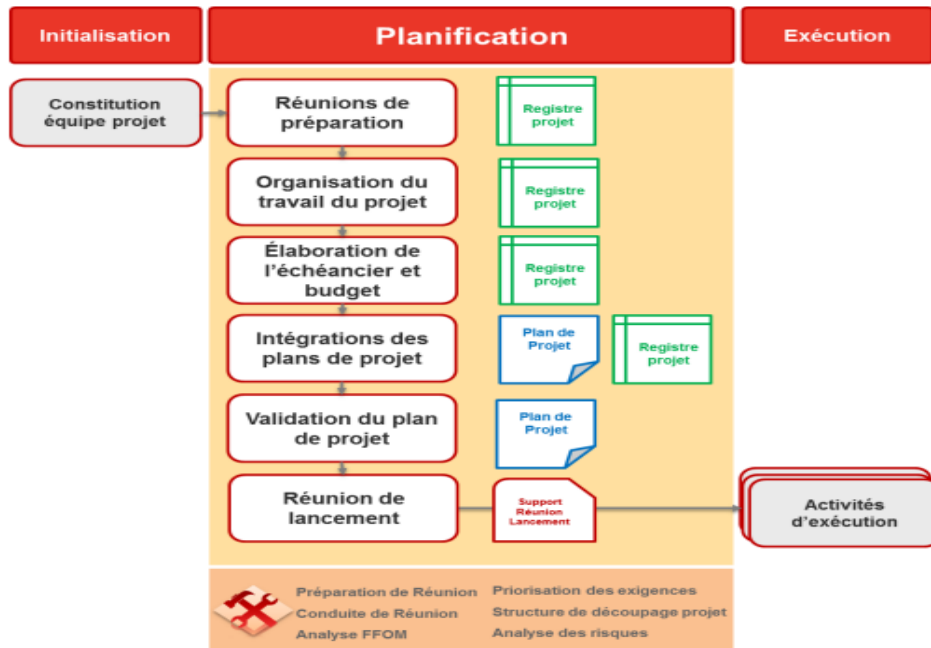 Initialisation
Planification
Exécution
Constitution
équipe projet
Réunions de
préparation
Registre
projet
Organisation du
travail du projet
Registre
projet
Élaboration de
l'échéancier et
budget
Registre
projet
Intégrations des
plans de projet
Plan de
Projet
Registre
projet
Validation du plan
de projet
Plan de
Projet
Réunion de
lancement
Support
Réunion
Lancement
Activités
d'exécution
Préparation de Réunion
Conduite de Réunion
Analyse FFOM
Priorisation des exigences
Structure de découpage projet
Analyse des risques